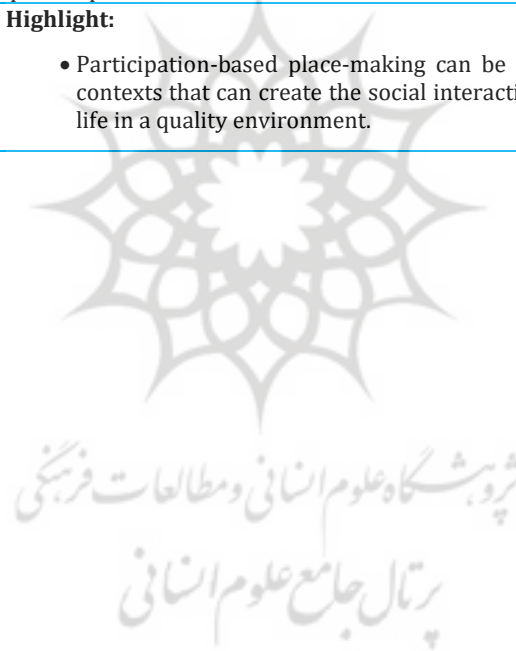 Highlight:
• Participation-based place-making can be
contexts that can create the social interacti
life in a quality environment.
پژوهشگاه علوم انسانی و مطالعات فرهنگی
پرتال جامع علوم انسانی